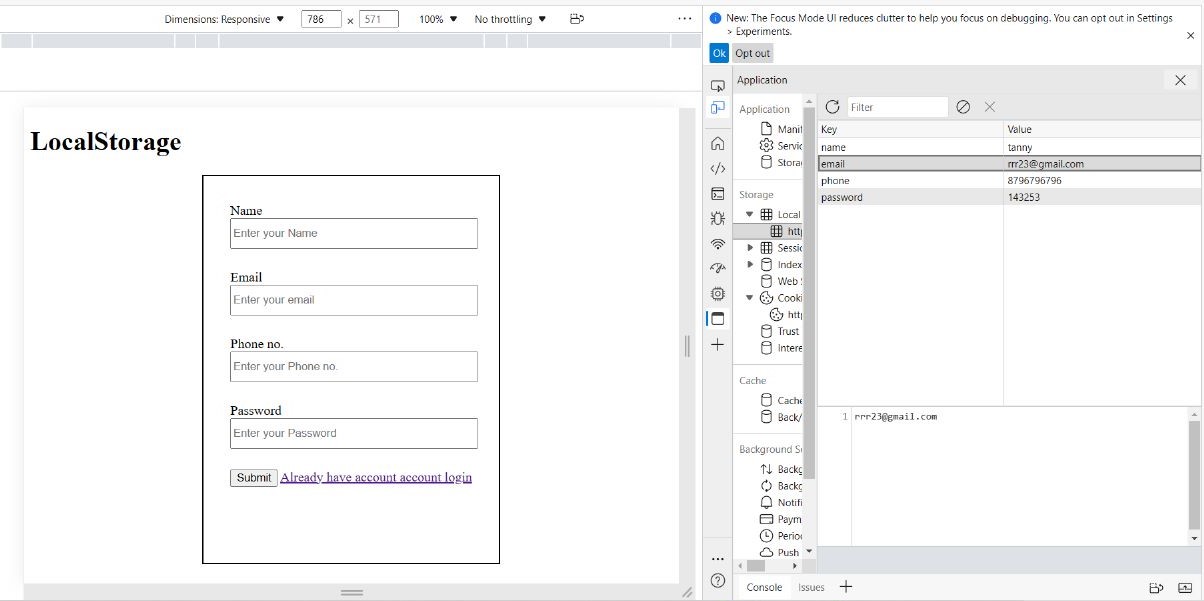 Dimensions: Responsive 786 × 571 100% No throttling
LocalStorage
Name
Enter your Name
Email
Enter your email
Phone no.
Enter your Phone no.
Password
Enter your Password
Submit Already have account account login
New: The Focus Mode UI reduces clutter to help you focus on debugging. You can opt out in Settings
> Experiments.
Ok Opt out
Application
Application
Manif
Servic
Storag
Storage
Local
http
Sessic
Index
Web S
Cooki
http
Trust
Intere
Cache
Cache
Back/
Background Se
Backg
Backg
Notifi
Paym
Period
Push
Filter
Key Value
name tanny
email rrr23@gmail.com
phone 8796796796
password 143253
1 rrr23@gmail.com
Console Issues